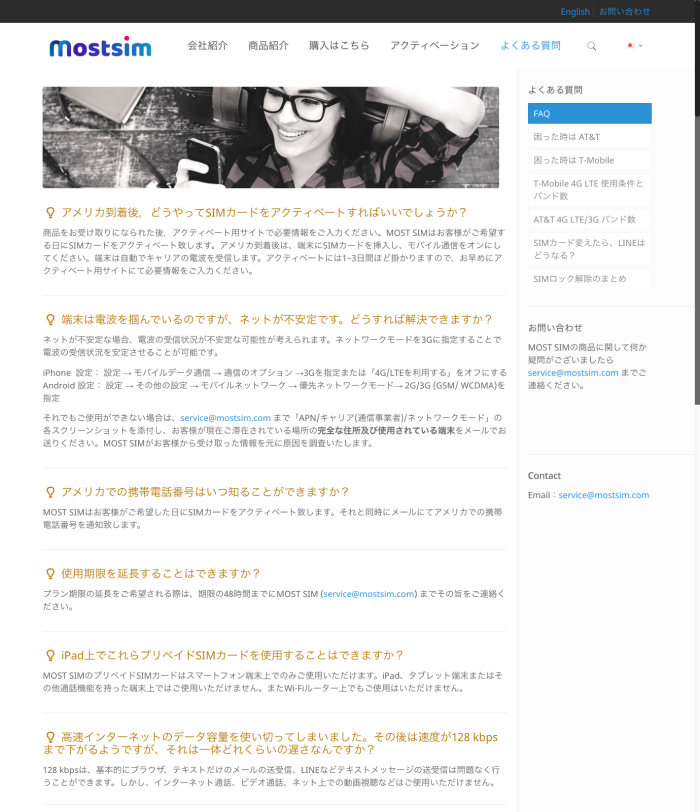 English お問い合わせ
mostsim 会社紹介 商品紹介 購入はこちら アクティベーション よくある質問
アメリカ到着後、どうやってSIMカードをアクティベートすればいいでしょうか？
商品をお受け取りになられた後、アクティベート用サイトで必要情報をご入力ください。MOST SIMはお客様がご希望す
る日にSIMカードをアクティベート致します。アメリカ到着後は、端末にSIMカードを挿入し、モバイル通信をオンにし
てください。端末は自動でキャリアの電波を受信します。アクティベートには1~3日間ほど掛かりますので、お早めにア
クティベート用サイトにて必要情報をご入力ください。
端末は電波を掴んでいるのですが、ネットが不安定です。どうすれば解決できますか？
ネットが不安定な場合、電波の受信状況が不安定な可能性が考えられます。ネットワークモードを3Gに指定することで
電波の受信状況を安定させることが可能です。
iPhone 設定： 設定 → モバイルデータ通信 → 通信のオプション →3Gを指定または「4G/LTEを利用する」をオフにする
Android 設定： 設定 → その他の設定 → モバイルネットワーク → 優先ネットワークモード→ 2G/3G (GSM/ WCDMA)を
指定
それでもご使用ができない場合は、service@mostsim.com まで「APN/キャリア(通信事業者)/ネットワークモード」の
各スクリーンショットを添付し、お客様が現在ご滞在されている場所の完全な住所及び使用されている端末をメールでお
送りください。MOST SIMがお客様から受け取った情報を元に原因を調査いたします。
アメリカでの携帯電話番号はいつ知ることができますか？
MOST SIMはお客様がご希望した日にSIMカードをアクティベート致します。それと同時にメールにてアメリカでの携帯
電話番号を通知致します。
使用期限を延長することはできますか？
プラン期限の延長をご希望される際は、期限の48時間までにMOST SIM (service@mostsim.com) までその旨をご連絡く
ださい。
iPad上でこれらプリペイドSIMカードを使用することはできますか？
MOST SIMのプリペイドSIMカードはスマートフォン端末上でのみご使用いただけます。iPad、タブレット端末またはそ
の他通話機能を持った端末上ではご使用いただけません。またWi-Fiルーター上でもご使用はいただけません。
高速インターネットのデータ容量を使い切ってしまいました。その後は速度が128 kbps
まで下がるようですが、それは一体どれくらいの遅さなんですか？
128 kbpsは、基本的にブラウザ、テキストだけのメールの送受信、LINEなどテキストメッセージの送受信は問題なく行
うことができます。しかし、インターネット通話、ビデオ通話、ネット上での動画視聴などはご使用いただけません。
よくある質問
FAQ
困った時は AT&T
困った時は T-Mobile
T-Mobile 4G LTE 使用条件と
バンド数
AT&T 4G LTE/3G バンド数
SIMカード変えたら、LINEは
どうなる？
SIMロック解除のまとめ
お問い合わせ
MOST SIMの商品に関して何か
疑問がございましたら
service@mostsim.com までご
連絡ください。
Contact
Email：service@mostsim.com